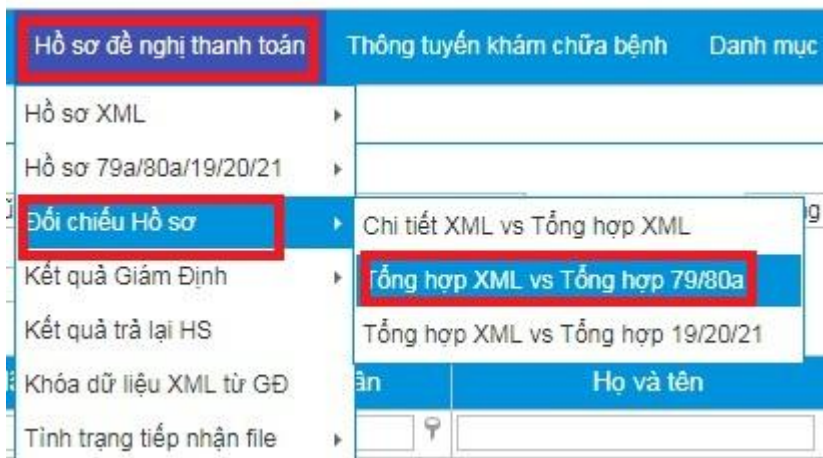 Hồ sơ đề nghị thanh toán Thông tuyến khám chữa bệnh Danh mục
Hồ sơ XML
Hồ sơ 79a/80a/19/20/21
Đối chiếu Hồ sơ
Chi tiết XML vs Tổng hợp XML
Kết quả Giám Định
Tổng hợp XML vs Tổng hợp 79/80a
Kết quả trả lại HS
Tổng hợp XML vs Tổng hợp 19/20/21
Khóa dữ liệu XML từ GĐ
Họ và tên
Tình trạng tiếp nhận file